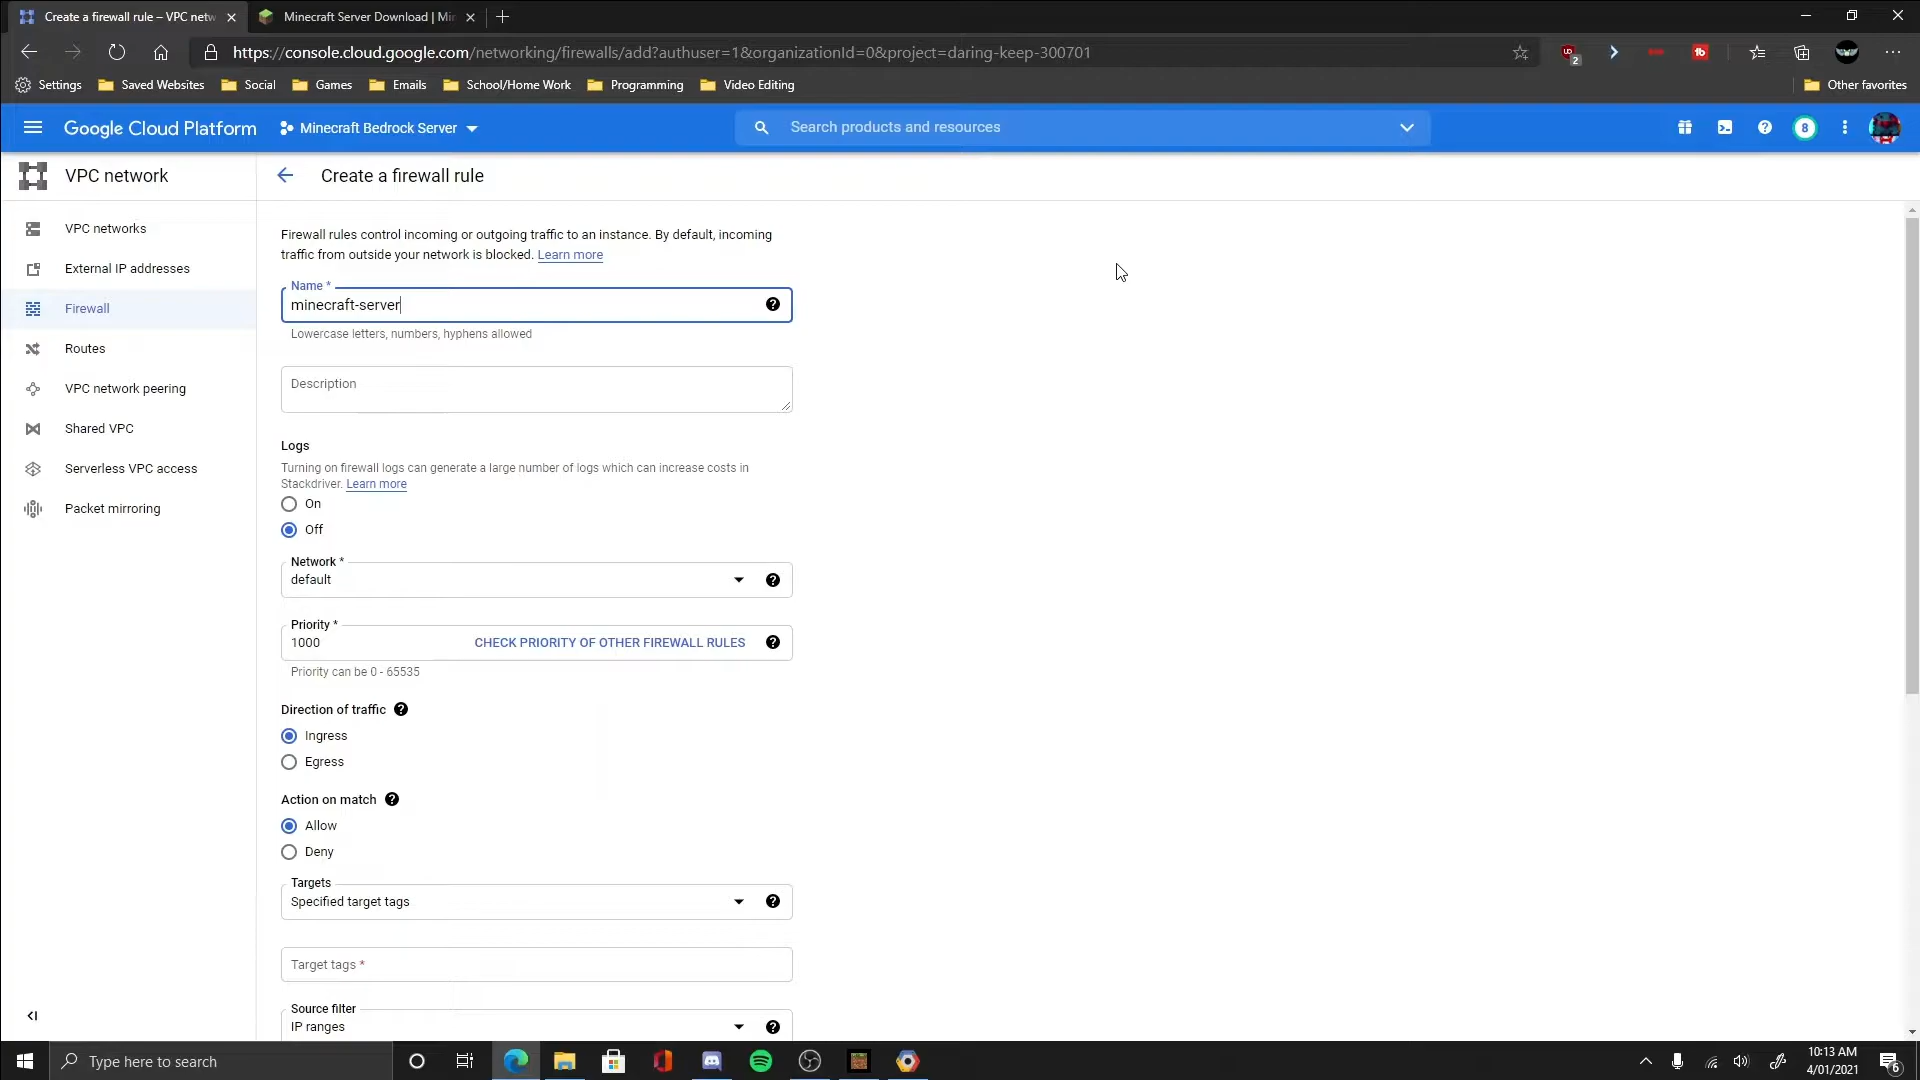 Create a firewall rule – VPC netw
Minecraft Server Download | Mi
https://console.cloud.google.com/networking/firewalls/add?authuser=1&organizationId=0&project=daring-keep-300701
2
Settings
Saved Websites
Social
Games
Emails
School/Home Work
Programming
Video Editing
Other favorites
Google Cloud Platform
Minecraft Bedrock Server
Search products and resources
8
VPC network
Create a firewall rule
VPC networks
External IP addresses
Firewall
Routes
VPC network peering
Shared VPC
Serverless VPC access
Packet mirroring
Firewall rules control incoming or outgoing traffic to an instance. By default, incoming
traffic from outside your network is blocked. Learn more
Name *
minecraft-server
Lowercase letters, numbers, hyphens allowed
Description
Logs
Turning on firewall logs can generate a large number of logs which can increase costs in
Stackdriver. Learn more
On
Off
Network *
default
Priority *
1000 CHECK PRIORITY OF OTHER FIREWALL RULES
Priority can be 0 - 65535
Direction of traffic
Ingress
Egress
Action on match
Allow
Deny
Targets
Specified target tags
Target tags *
Source filter
IP ranges
Type here to search
10:13 AM
4/01/2021
6